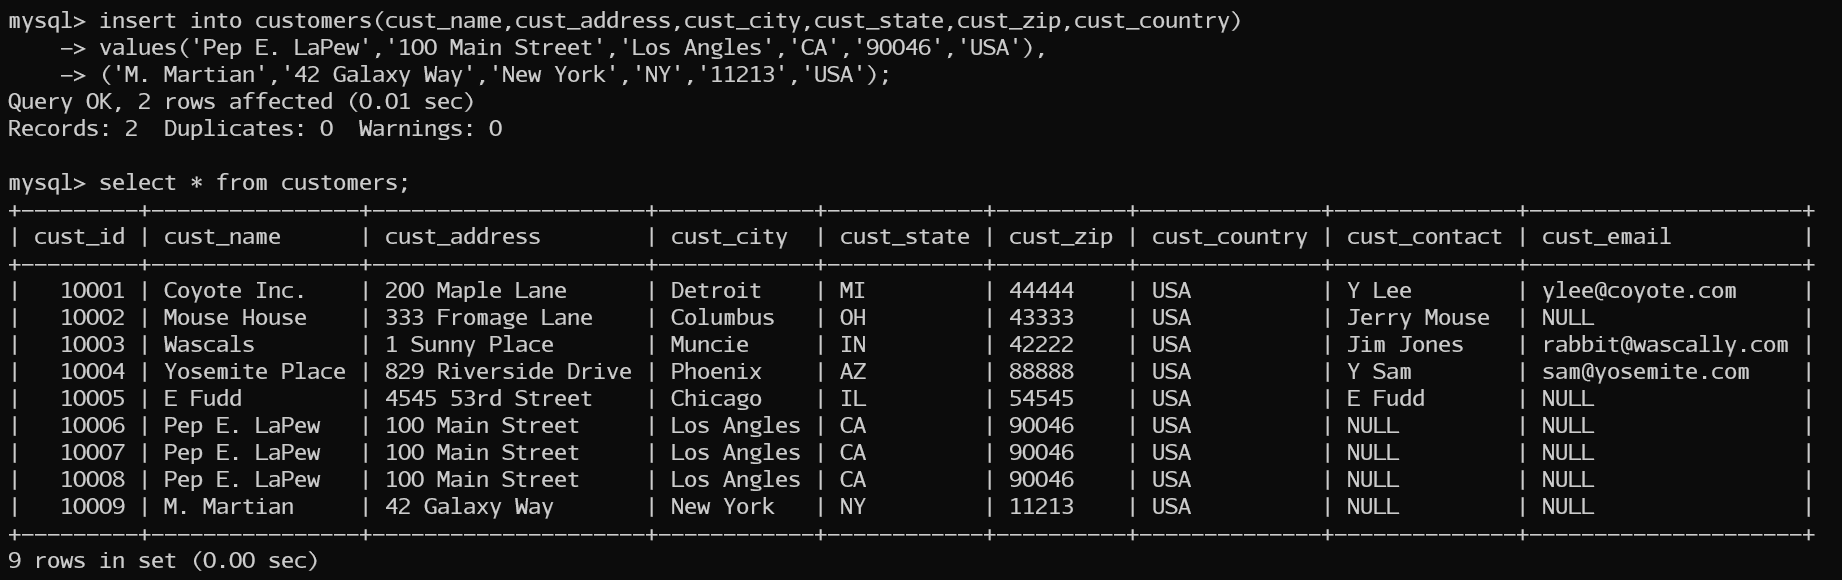 mysql> insert into customers(cust_name,cust_address,cust_city,cust_state,cust_zip,cust_country)
    -> values('Pep E. LaPew','100 Main Street','Los Angles','CA','90046','USA'),
    -> ('M. Martian','42 Galaxy Way','New York','NY','11213','USA');
Query OK, 2 rows affected (0.01 sec)
Records: 2  Duplicates: 0  Warnings: 0

mysql> select * from customers;
+---------+----------------+---------------------+------------+------------+----------+--------------+--------------+---------------------+
| cust_id | cust_name      | cust_address        | cust_city  | cust_state | cust_zip | cust_country | cust_contact | cust_email          |
+---------+----------------+---------------------+------------+------------+----------+--------------+--------------+---------------------+
|   10001 | Coyote Inc.    | 200 Maple Lane      | Detroit    | MI         | 44444    | USA          | Y Lee        | ylee@coyote.com     |
|   10002 | Mouse House    | 333 Fromage Lane    | Columbus   | OH         | 43333    | USA          | Jerry Mouse  | NULL                |
|   10003 | Wascals        | 1 Sunny Place       | Muncie     | IN         | 42222    | USA          | Jim Jones    | rabbit@wascally.com |
|   10004 | Yosemite Place | 829 Riverside Drive | Phoenix    | AZ         | 88888    | USA          | Y Sam        | sam@yosemite.com    |
|   10005 | E Fudd         | 4545 53rd Street    | Chicago    | IL         | 54545    | USA          | E Fudd       | NULL                |
|   10006 | Pep E. LaPew   | 100 Main Street     | Los Angles | CA         | 90046    | USA          | NULL         | NULL                |
|   10007 | Pep E. LaPew   | 100 Main Street     | Los Angles | CA         | 90046    | USA          | NULL         | NULL                |
|   10008 | Pep E. LaPew   | 100 Main Street     | Los Angles | CA         | 90046    | USA          | NULL         | NULL                |
|   10009 | M. Martian     | 42 Galaxy Way       | New York   | NY         | 11213    | USA          | NULL         | NULL                |
+---------+----------------+---------------------+------------+------------+----------+--------------+--------------+---------------------+
9 rows in set (0.00 sec)